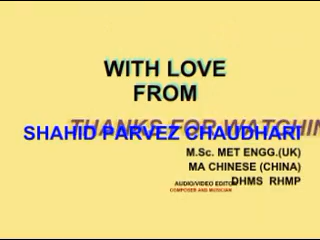 WITH LOVE
FROM
THANKS FOR WATCHIN
SHAHID PARVEZ CHAUDHARI
M.Sc. MET ENGG.(UK)
MA CHINESE (CHINA)
DHMS RHMP
AUDIO/VIDEO EDITOR
COMPOSER AND MUSICIAN